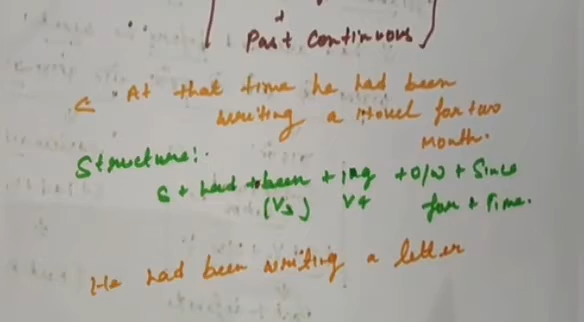 +
Past Continuous
At that time he had been
writing a Novel for two
Month.
Structure:.
S + had + been + ing + O/W + Since
(V3) V4 for + Time.
He had been writing a letter